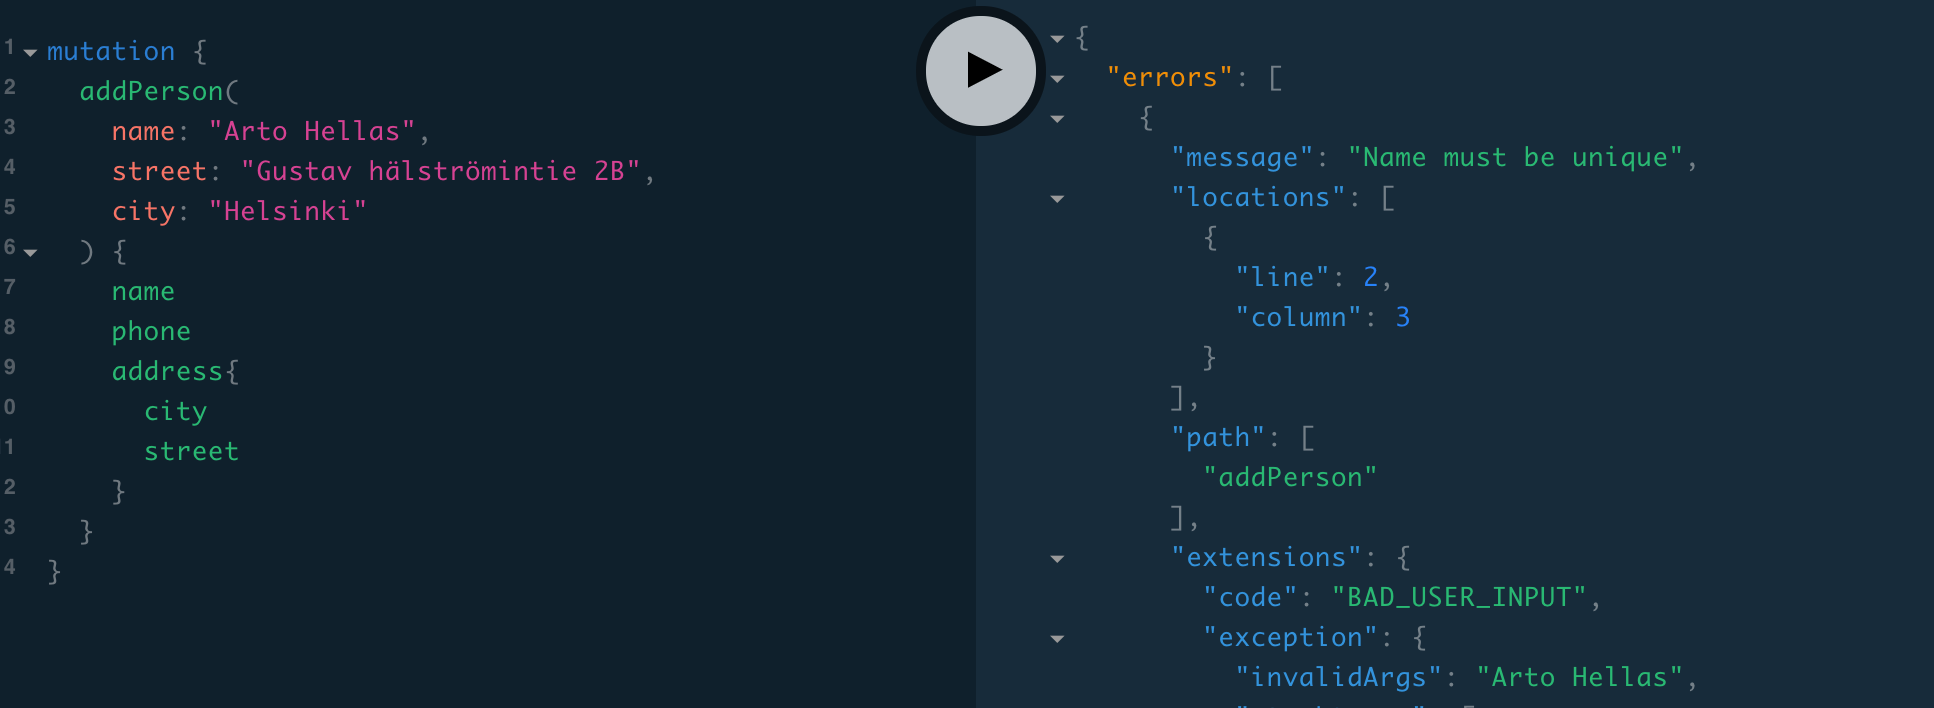 1 mutation {
2 addPerson(
3 name: "Arto Hellas",
4 street: "Gustav hälströmintie 2B",
5 city: "Helsinki"
6 ) {
7 name
8 phone
9 address{
0 city
1 street
2 }
3 }
4 }
{
"errors": [
{
"message": "Name must be unique",
"locations": [
{
"line": 2,
"column": 3
}
],
"path": [
"addPerson"
],
"extensions": {
"code": "BAD_USER_INPUT",
"exception": {
"invalidArgs": "Arto Hellas",